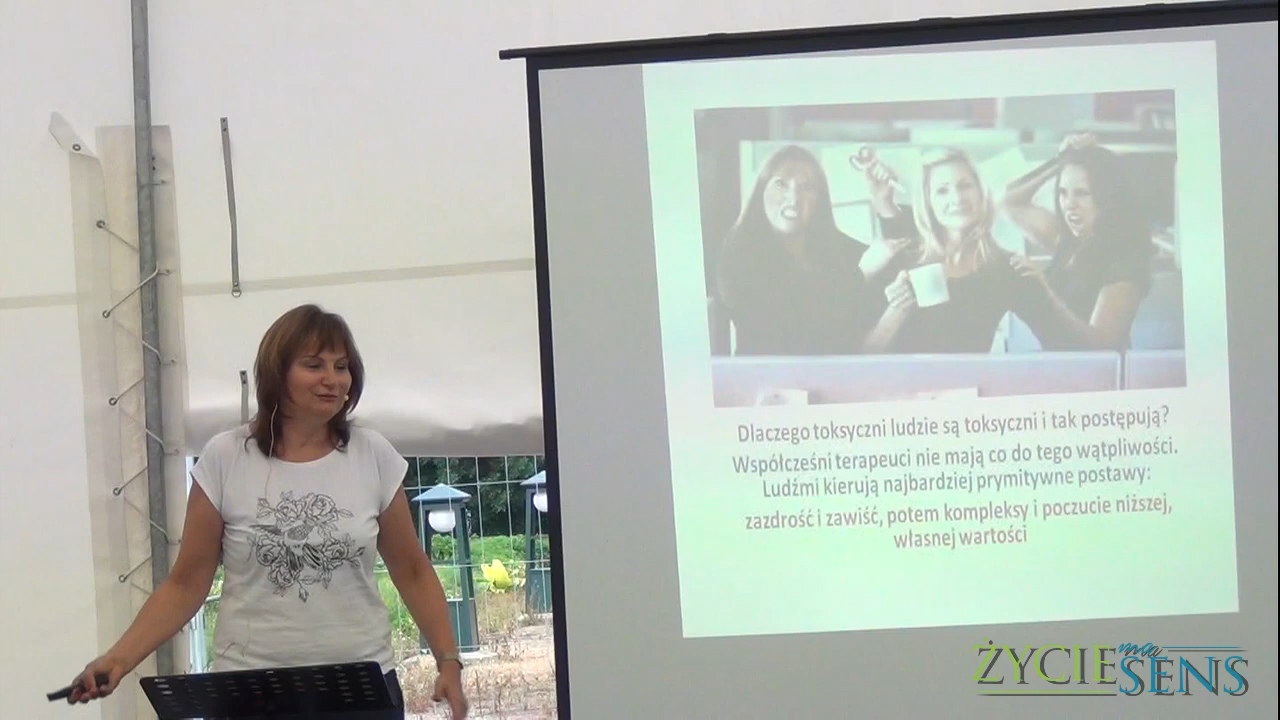 Dlaczego toksyczni ludzie są toksyczni i tak postępują?
Współcześni terapeuci nie mają co do tego wątpliwości.
Ludźmi kierują najbardziej prymitywne postawy:
zazdrość i zawiść, potem kompleksy i poczucie niższej,
własnej wartości
ŻYCIE ma SENS